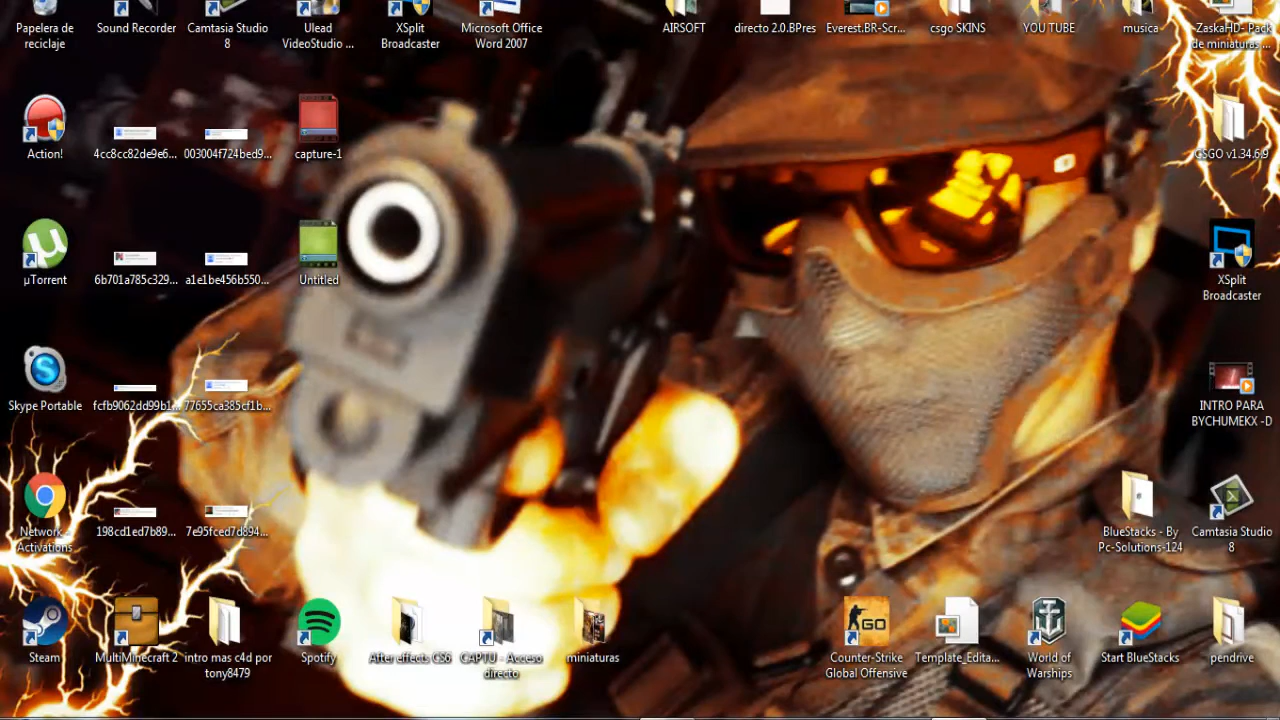 Papelera de
reciclaje
Sound Recorder
Camtasia Studio
8
Ulead
VideoStudio ...
XSplit
Broadcaster
Microsoft Office
Word 2007
AIRSOFT
directo 2.0.BPres
Everest.BR-Scr...
csgo SKINS
YOU TUBE
musica
ZaskaHD- Pack
de miniaturas ...
Action!
4cc8cc82de9e6...
003004f724bed9...
capture-1
CSGO v1.34.6.9
µTorrent
6b701a785c329...
a1e1be456b550...
Untitled
XSplit
Broadcaster
Skype Portable
fcfb9062dd99b1...
77655ca385cf1b...
INTRO PARA
BYCHUMEKX -D
Network
Activations
198cd1ed7b89...
7e95fced7d894...
BlueStacks - By
Pc-Solutions-124
Camtasia Studio
8
Steam
MultiMinecraft 2
intro mas c4d por
tony8479
Spotify
After effects CS6
CAPTU - Acceso
directo
miniaturas
GO
Counter-Strike
Global Offensive
Template_Edita...
World of
Warships
Start BlueStacks
pendrive